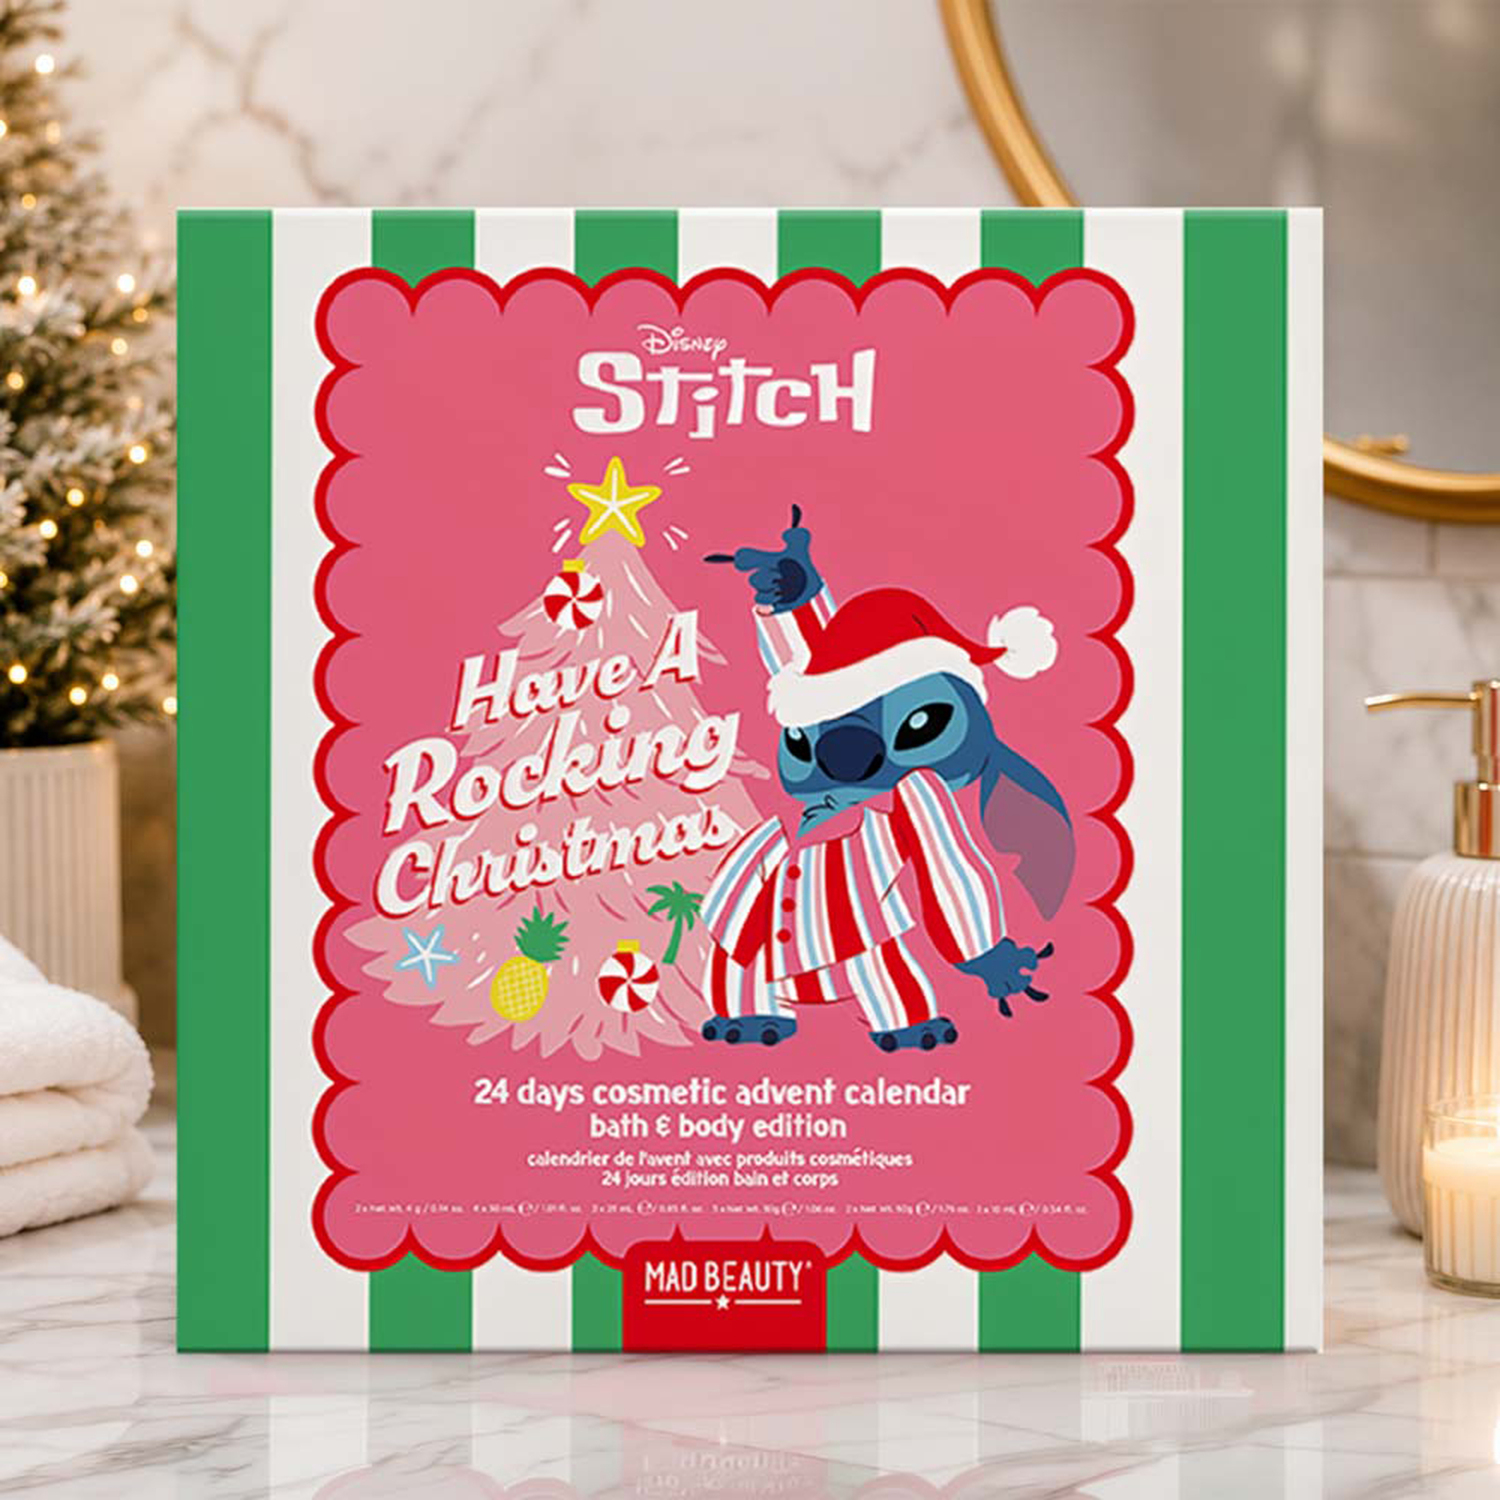 Disney
Stitch
Have A
Rocking
Christmas
24 days cosmetic advent calendar
bath & body edition
calendrier de l'avent avec produits cosmétiques
24 jours édition bain et corps
MAD BEAUTY